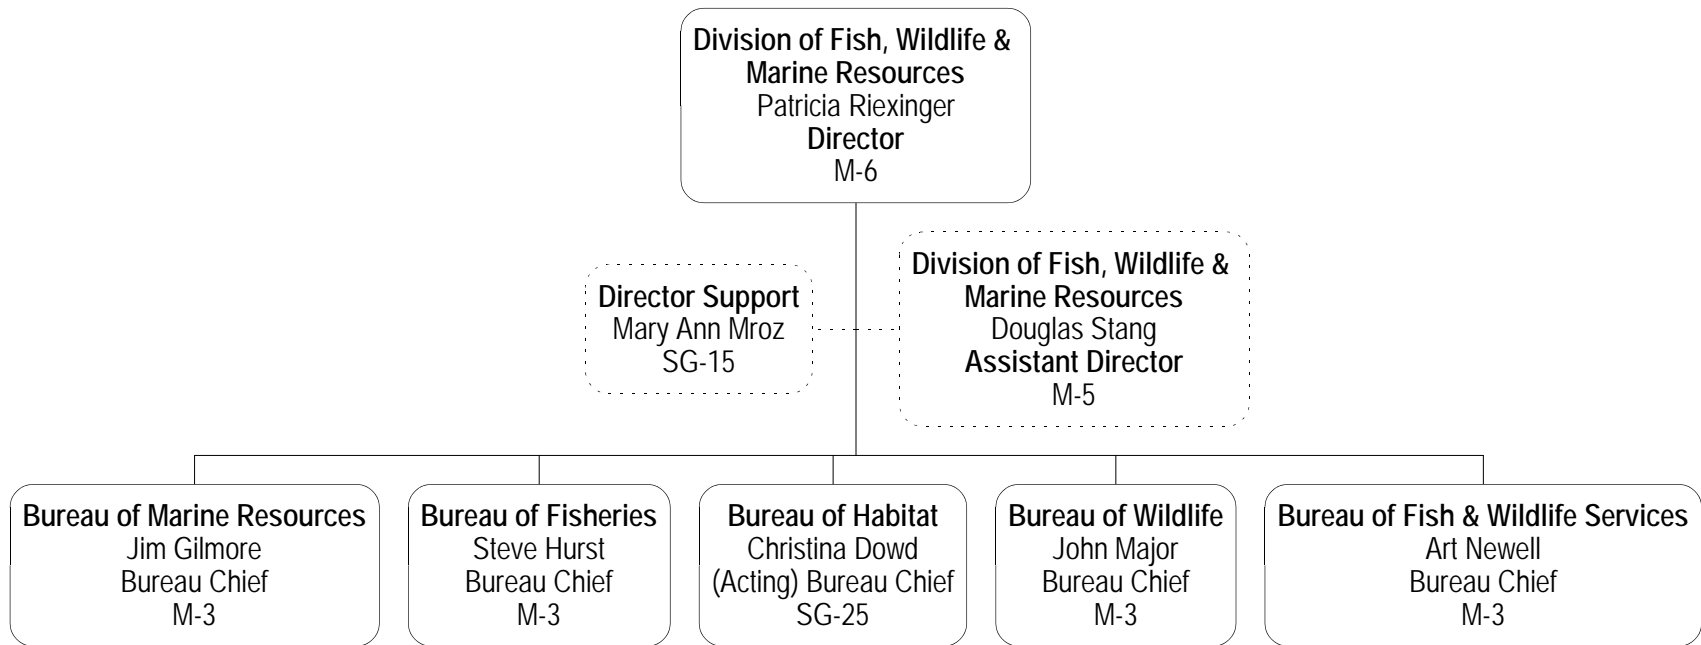 Division of Fish, Wildlife &
Marine Resources
Patricia Riexinger
Director
M-6
Director Support
Mary Ann Mroz
SG-15
Division of Fish, Wildlife &
Marine Resources
Douglas Stang
Assistant Director
M-5
Bureau of Marine Resources
Jim Gilmore
Bureau Chief
M-3
Bureau of Fisheries
Steve Hurst
Bureau Chief
M-3
Bureau of Habitat
Christina Dowd
(Acting) Bureau Chief
SG-25
Bureau of Wildlife
John Major
Bureau Chief
M-3
Bureau of Fish & Wildlife Services
Art Newell
Bureau Chief
M-3